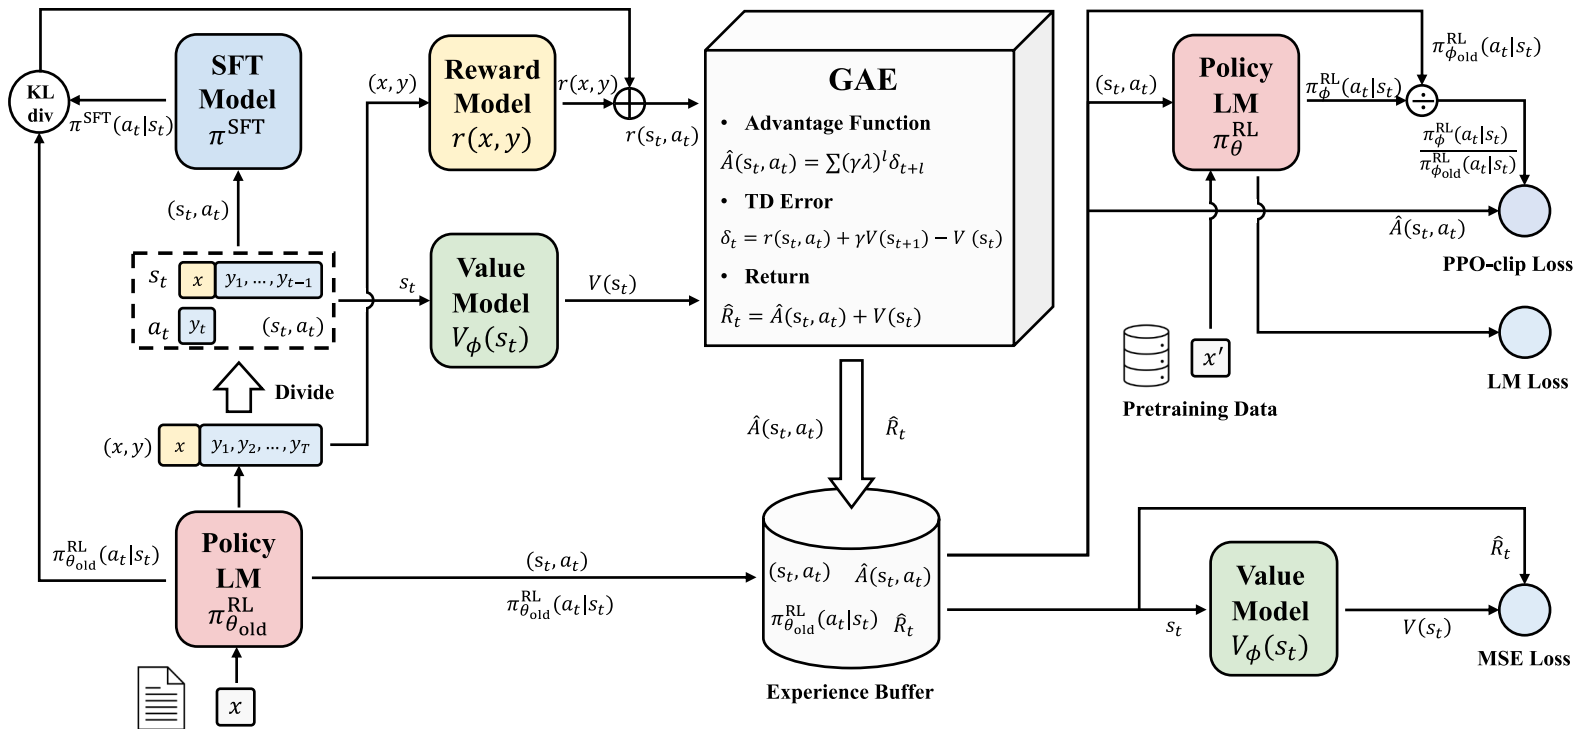 KL
div
π^SFT(a_t|s_t)
SFT
Model
π^SFT
(s_t, a_t)
s_t
x
y_1, ..., y_{t−1}
a_t
y_t
(s_t, a_t)
Divide
(x, y)
x
y_1, y_2, ..., y_T
π^RL_{θ_old}(a_t|s_t)
Policy
LM
π^RL_{θ_old}
x
(x, y)
Reward
Model
r(x, y)
r(x, y)
r(s_t, a_t)
s_t
Value
Model
V_ϕ(s_t)
V(s_t)
(s_t, a_t)
π^RL_{θ_old}(a_t|s_t)
GAE
• Advantage Function
Â(s_t, a_t) = ∑(γλ)^l δ_{t+l}
• TD Error
δ_t = r(s_t, a_t) + γV(s_{t+1}) − V (s_t)
• Return
R̂_t = Â(s_t, a_t) + V(s_t)
Â(s_t, a_t)
R̂_t
(s_t, a_t)
Â(s_t, a_t)
π^RL_{θ_old}(a_t|s_t)
R̂_t
Experience Buffer
(s_t, a_t)
Policy
LM
π^RL_θ
π^RL_ϕ(a_t|s_t)
π^RL_{ϕ_old}(a_t|s_t)
÷
π^RL_ϕ(a_t|s_t)
π^RL_{ϕ_old}(a_t|s_t)
Â(s_t, a_t)
PPO-clip Loss
x′
Pretraining Data
LM Loss
s_t
Value
Model
V_ϕ(s_t)
V(s_t)
R̂_t
MSE Loss